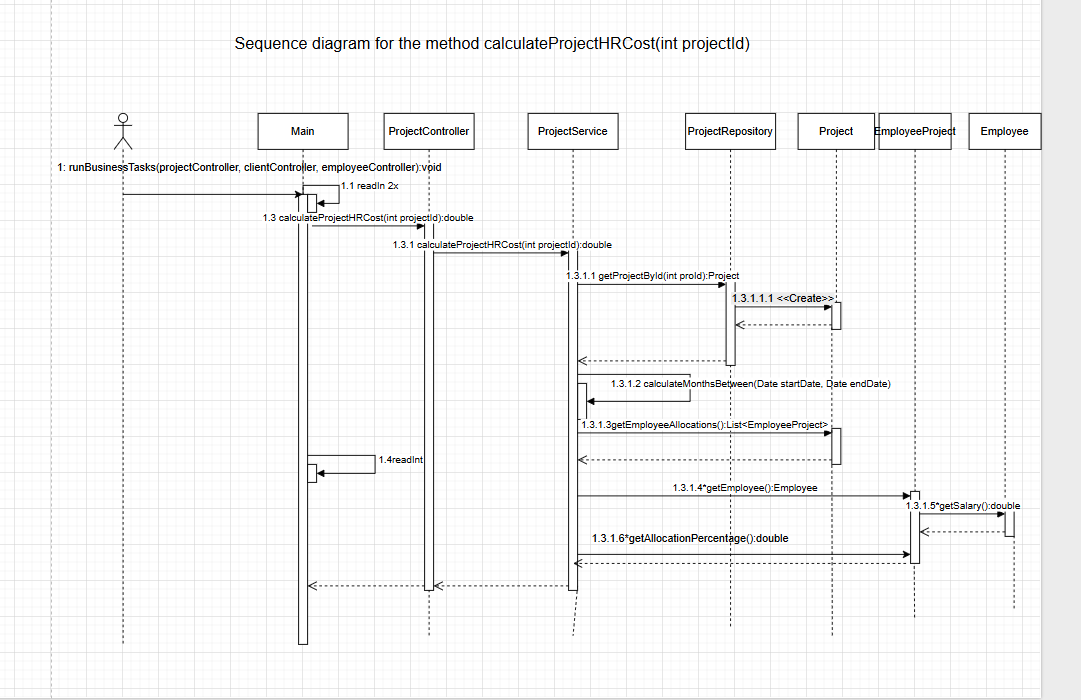 Sequence diagram for the method calculateProjectHRCost(int projectId)
Main
ProjectController
ProjectService
ProjectRepository
Project
EmployeeProject
Employee
1: runBusinessTasks(projectController, clientController, employeeController):void
1.1 readIn 2x
1.3 calculateProjectHRCost(int projectId):double
1.3.1 calculateProjectHRCost(int projectId):double
1.3.1.1 getProjectById(int proId):Project
1.3.1.1.1 <<Create>>
1.3.1.2 calculateMonthsBetween(Date startDate, Date endDate)
1.3.1.3getEmployeeAllocations():List<EmployeeProject>
1.4readInt
1.3.1.4*getEmployee():Employee
1.3.1.5*getSalary():double
1.3.1.6*getAllocationPercentage():double